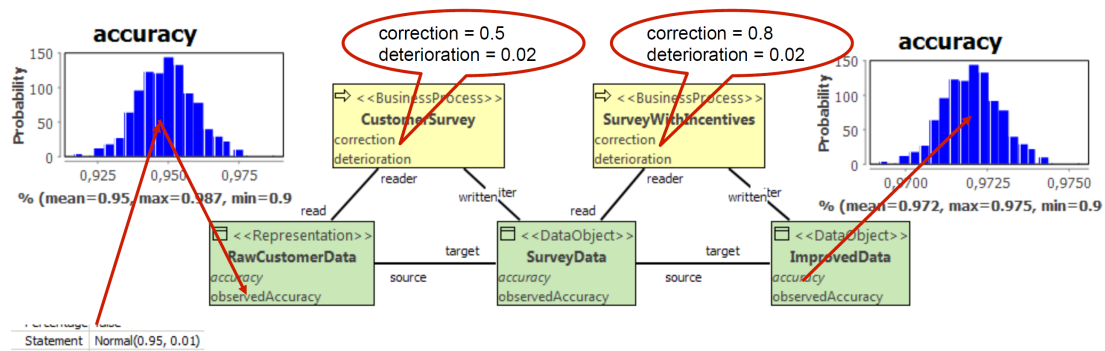 accuracy
150
100
50
0
Probability
0,925
0,950
0,975
% (mean=0.95, max=0.987, min=0.9
correction = 0.5
deterioration = 0.02
<<BusinessProcess>>
CustomerSurvey
correction
deterioration
correction = 0.8
deterioration = 0.02
<<BusinessProcess>>
SurveyWithIncentives
correction
deterioration
accuracy
150
100
50
0
Probability
0,9700
0,9725
0,9750
% (mean=0.972, max=0.975, min=0.9
reader
written
iter
read
reader
written
iter
read
<<Representation>>
RawCustomerData
accuracy
observedAccuracy
target
source
<<DataObject>>
SurveyData
accuracy
observedAccuracy
target
source
<<DataObject>>
ImprovedData
accuracy
observedAccuracy
Statement Normal(0.95, 0.01)